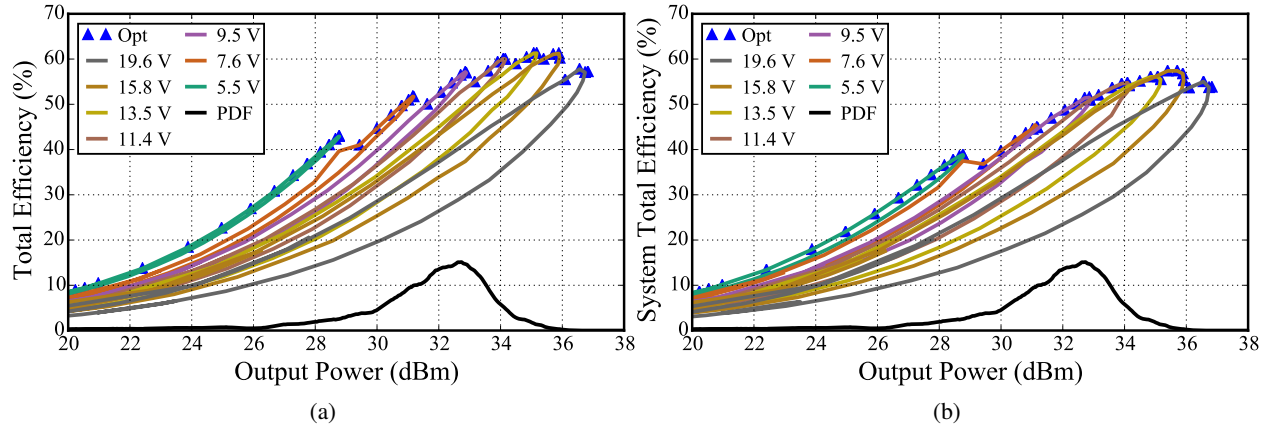 Total Efficiency (%)
70
60
50
40
30
20
10
0
Opt
19.6 V
15.8 V
13.5 V
11.4 V
9.5 V
7.6 V
5.5 V
PDF
20 22 24 26 28 30 32 34 36 38
Output Power (dBm)
(a)
System Total Efficiency (%)
70
60
50
40
30
20
10
0
Opt
19.6 V
15.8 V
13.5 V
11.4 V
9.5 V
7.6 V
5.5 V
PDF
20 22 24 26 28 30 32 34 36 38
Output Power (dBm)
(b)